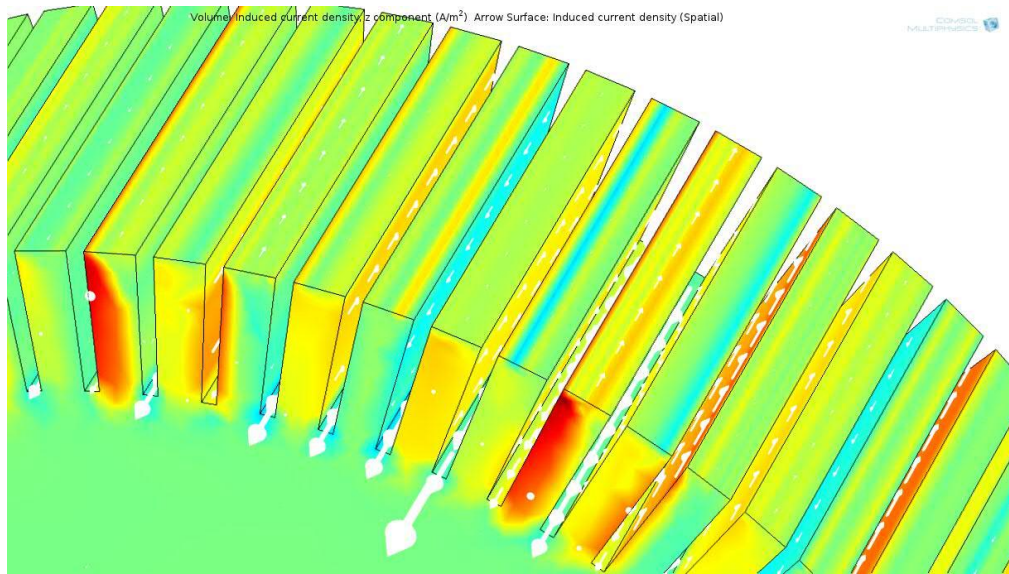 Volume: Induced current density, z component (A/m²) Arrow Surface: Induced current density (Spatial)
COMSOL
MULTIPHYSICS